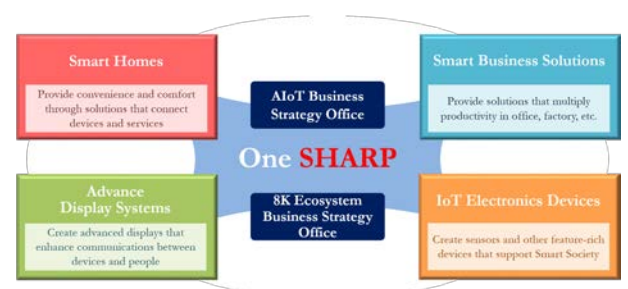 Smart Homes
Provide convenience and comfort
through solutions that connect
devices and services
Smart Business Solutions
Provide solutions that multiply
productivity in office, factory, etc.
AIoT Business
Strategy Office
One SHARP
8K Ecosystem
Business Strategy
Office
Advance
Display Systems
Create advanced displays that
enhance communications between
devices and people
IoT Electronics Devices
Create sensors and other feature-rich
devices that support Smart Society